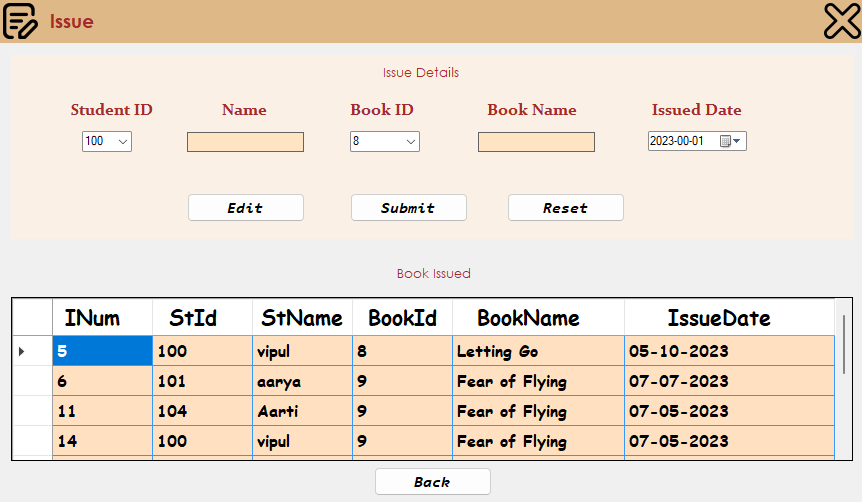 Issue
Issue Details
Student ID Name Book ID Book Name Issued Date
100 8 2023-00-01
Edit Submit Reset
Book Issued
INum StId StName BookId BookName IssueDate
5 100 vipul 8 Letting Go 05-10-2023
6 101 aarya 9 Fear of Flying 07-07-2023
11 104 Aarti 9 Fear of Flying 07-05-2023
14 100 vipul 9 Fear of Flying 07-05-2023
Back